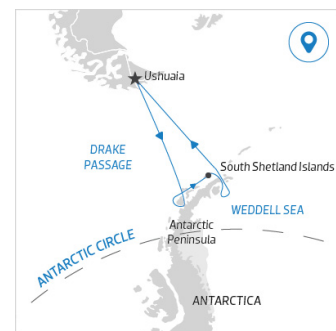 Ushuaia
DRAKE
PASSAGE
South Shetland Islands
WEDDELL SEA
Antarctic
Peninsula
ANTARCTIC CIRCLE
ANTARCTICA